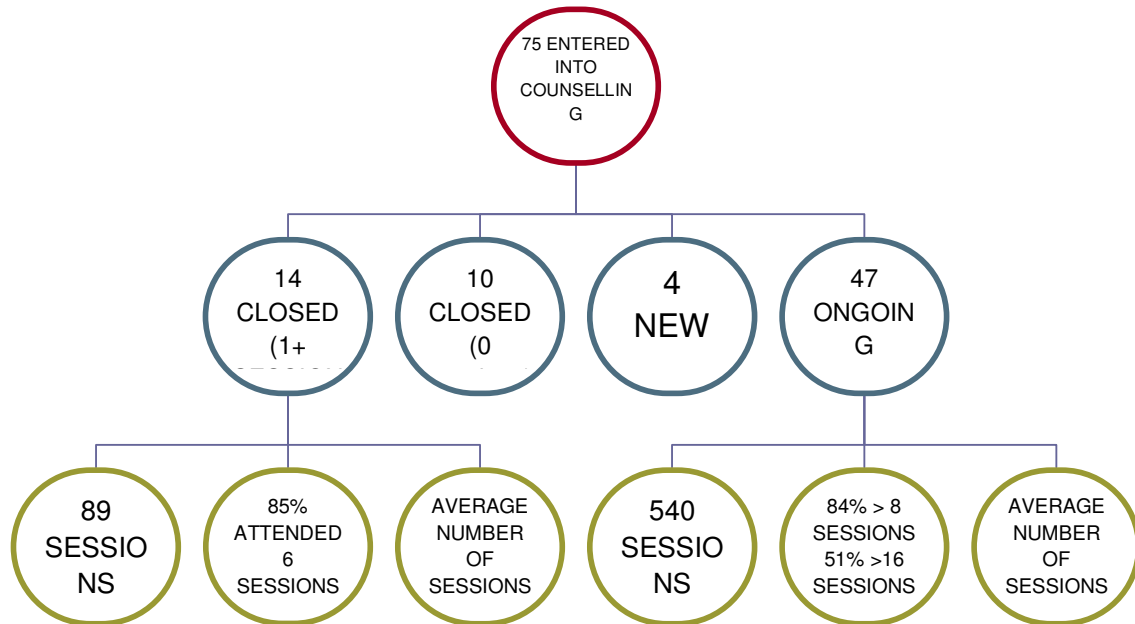 75 ENTERED
INTO
COUNSELLIN
G
14
CLOSED
(1+
10
CLOSED
(0
4
NEW
47
ONGOIN
G
89
SESSIO
NS
85%
ATTENDED
6
SESSIONS
AVERAGE
NUMBER
OF
SESSIONS
540
SESSIO
NS
84% > 8
SESSIONS
51% >16
SESSIONS
AVERAGE
NUMBER
OF
SESSIONS